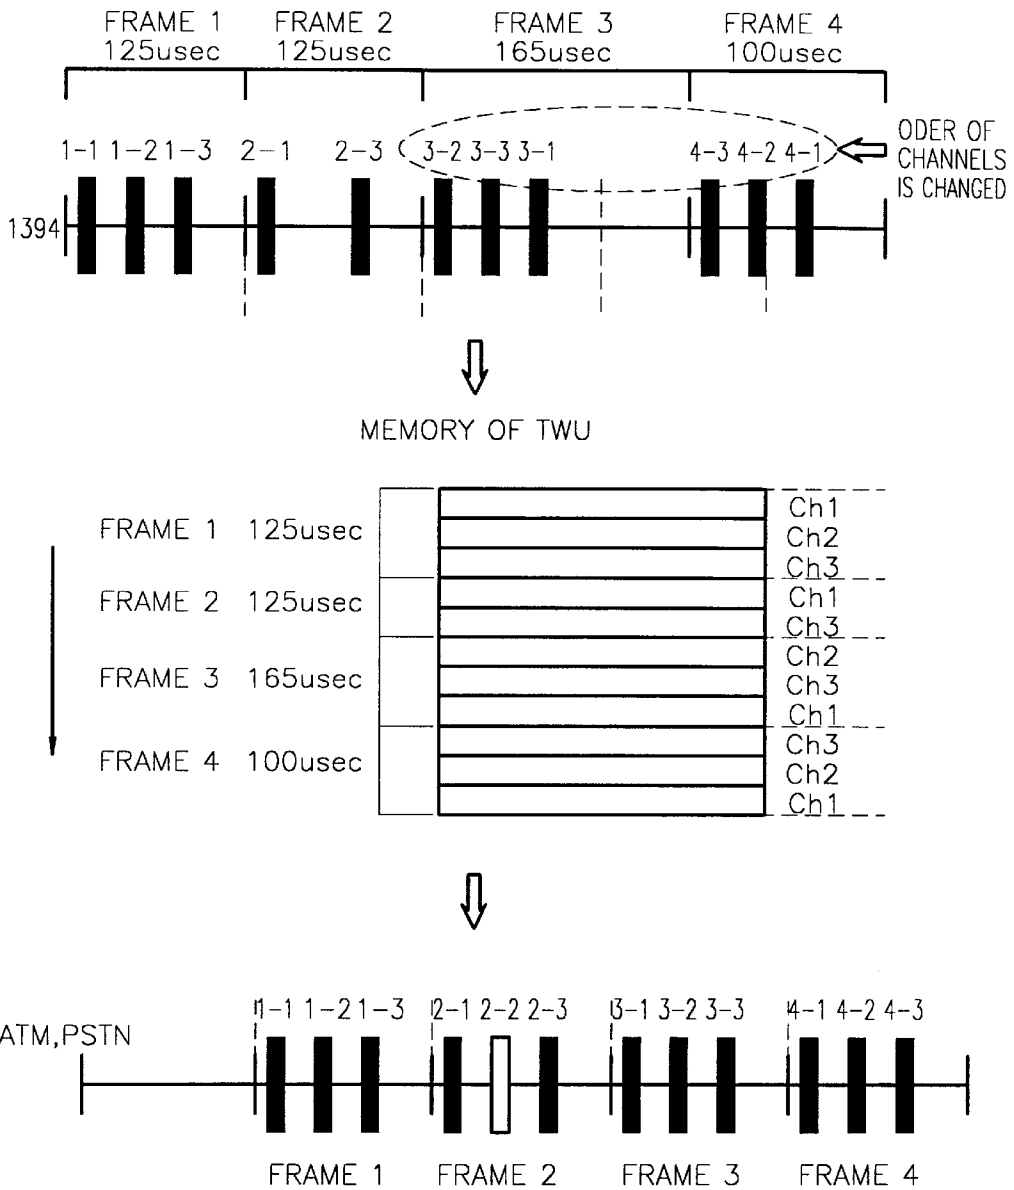 FRAME 1 FRAME 2 FRAME 3 FRAME 4
125usec 125usec 165usec 100usec
1-1 1-2 1-3 2-1 2-3 3-2 3-3 3-1 4-3 4-2 4-1
ODER OF
CHANNELS
IS CHANGED
1394
MEMORY OF TWU
Ch1
FRAME 1 125usec Ch2
Ch3
FRAME 2 125usec Ch1
Ch3
Ch2
FRAME 3 165usec Ch3
Ch1
Ch3
FRAME 4 100usec Ch2
Ch1
1-1 1-2 1-3 2-1 2-2 2-3 3-1 3-2 3-3 4-1 4-2 4-3
ATM,PSTN
FRAME 1 FRAME 2 FRAME 3 FRAME 4